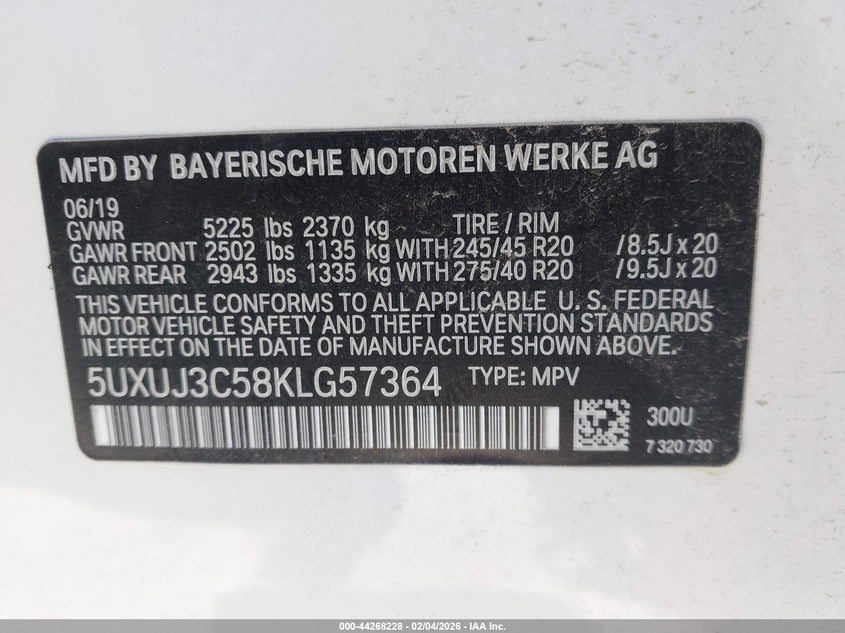 MFD BY BAYERISCHE MOTOREN WERKE AG
06/19
GVWR 5225 lbs 2370 kg TIRE / RIM
GAWR FRONT 2502 lbs 1135 kg WITH 245/45 R20 / 8.5J x 20
GAWR REAR 2943 lbs 1335 kg WITH 275/40 R20 / 9.5J x 20
THIS VEHICLE CONFORMS TO ALL APPLICABLE U. S. FEDERAL
MOTOR VEHICLE SAFETY AND THEFT PREVENTION STANDARDS
IN EFFECT ON THE DATE OF MANUFACTURE SHOWN ABOVE.
5UXUJ3C58KLG57364 TYPE: MPV
300U
7 320 730
000-44268228 - 02/04/2026 - IAA Inc.